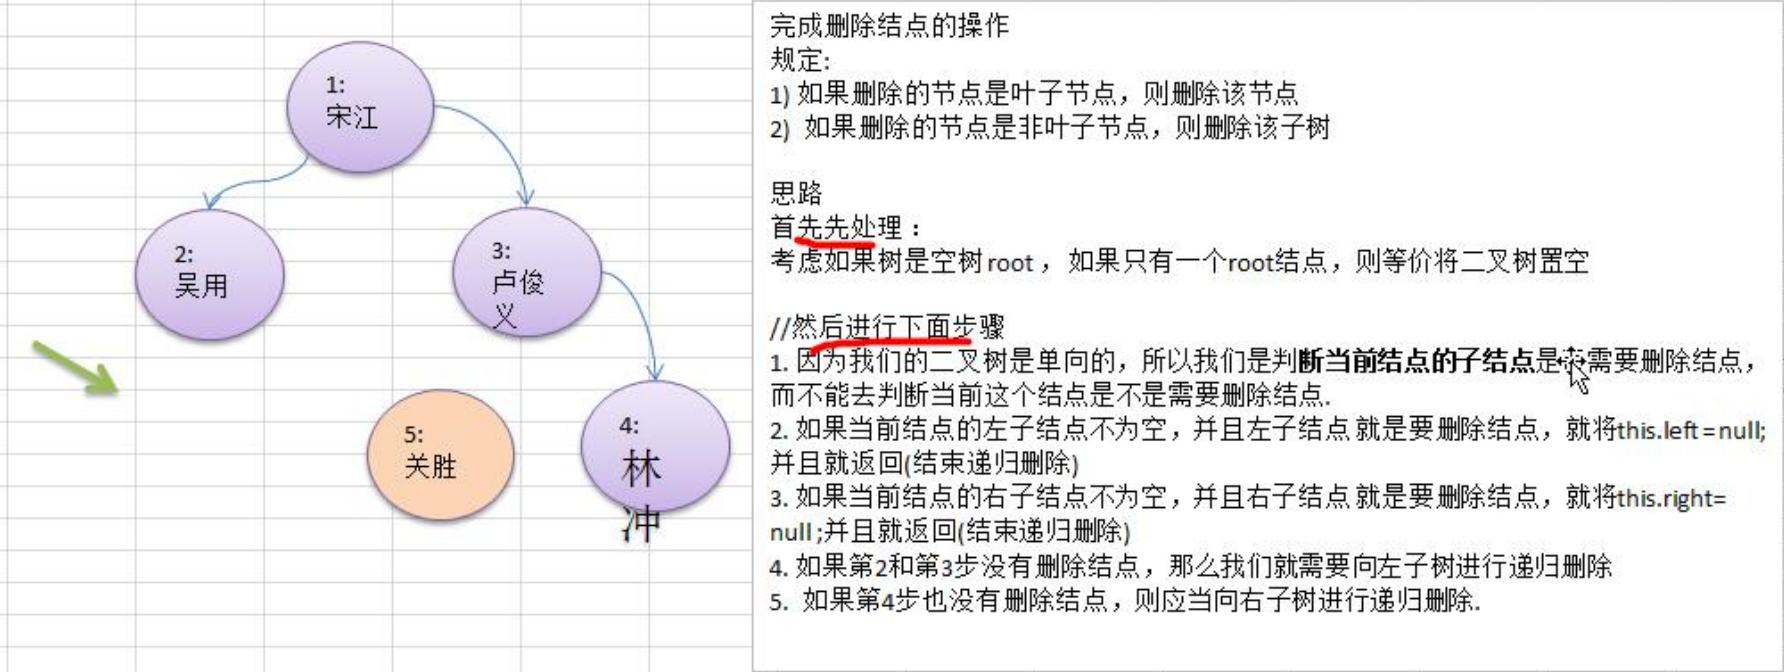 1:
宋江
2:
吴用
3:
卢俊
义
5:
关胜
4:
林
冲
完成删除结点的操作
规定:
1) 如果删除的节点是叶子节点，则删除该节点
2) 如果删除的节点是非叶子节点，则删除该子树
思路
首先先处理：
考虑如果树是空树root，如果只有一个root结点，则等价将二叉树置空
//然后进行下面步骤
1. 因为我们的二叉树是单向的，所以我们是判断当前结点的子结点是需要删除结点，
而不能去判断当前这个结点是不是需要删除结点.
2. 如果当前结点的左子结点不为空，并且左子结点 就是要删除结点，就将this.left=null;
并且就返回(结束递归删除)
3. 如果当前结点的右子结点不为空，并且右子结点 就是要删除结点，就将this.right=
null ;并且就返回(结束递归删除)
4. 如果第2和第3步没有删除结点，那么我们就需要向左子树进行递归删除
5. 如果第4步也没有删除结点，则应当向右子树进行递归删除.